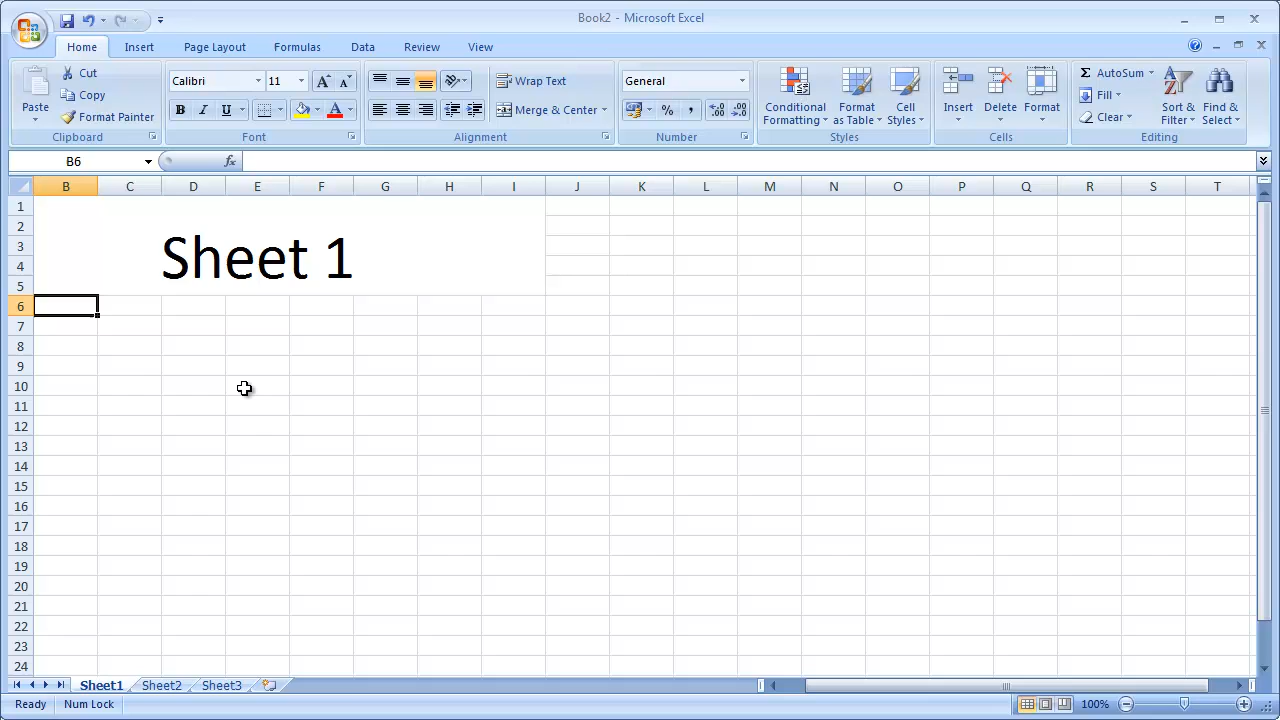 Book2 - Microsoft Excel
Home Insert Page Layout Formulas Data Review View
Paste
Cut
Copy
Format Painter
Clipboard
Calibri 11
B I U
A
Font
Wrap Text
Merge & Center
Alignment
General
% ,
Number
Conditional Formatting
Format as Table
Cell Styles
Styles
Insert
Delete
Format
Cells
Σ AutoSum
Fill
Clear
Sort & Filter
Find & Select
Editing
B6 fx
B C D E F G H I J K L M N O P Q R S T
1
2
3
4
5
Sheet 1
6
7
8
9
10
11
12
13
14
15
16
17
18
19
20
21
22
23
24
Sheet1 Sheet2 Sheet3
Ready Num Lock 100%